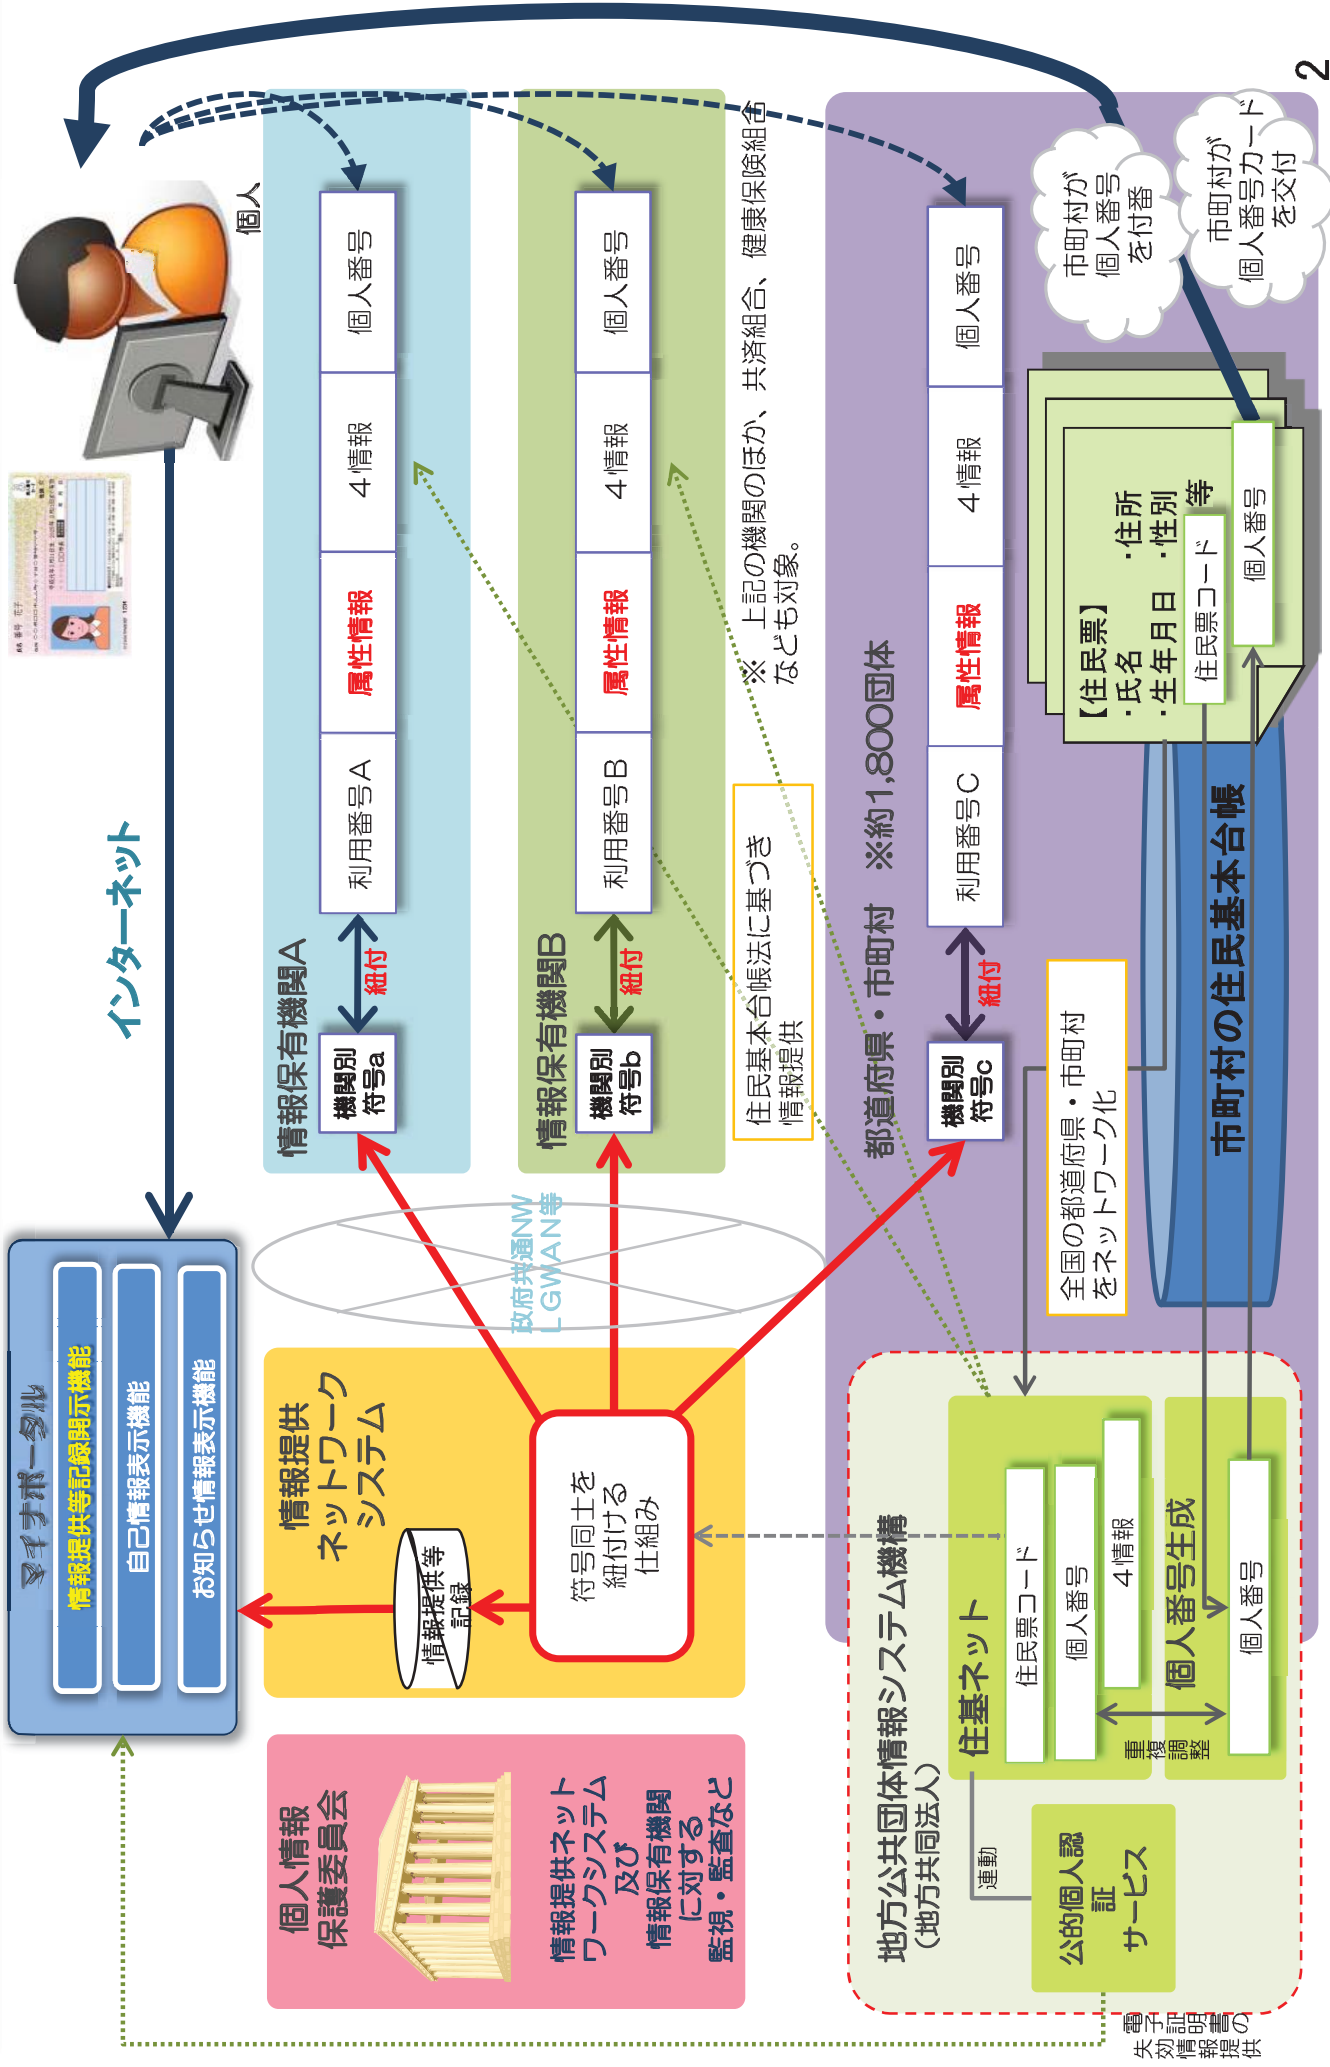 マイナポータル
情報提供等記録開示機能
自己情報表示機能
お知らせ情報表示機能
インターネット
個人
個人情報
保護委員会
情報提供ネット
ワークシステム
及び
情報保有機関
に対する
監視・監査など
情報提供
ネットワーク
システム
情報提供等
記録
符号同士を
紐付ける
仕組み
政府共通NW
LGWAN等
情報保有機関A
機関別
符号a
紐付
利用番号A
属性情報
4情報
個人番号
情報保有機関B
機関別
符号b
紐付
利用番号B
属性情報
4情報
個人番号
住民基本台帳法に基づき
情報提供
※ 上記の機関のほか、共済組合、健康保険組合
なども対象。
都道府県・市町村 ※約1,800団体
機関別
符号c
紐付
利用番号C
属性情報
4情報
個人番号
地方公共団体情報システム機構
(地方共同法人)
住基ネット
住民票コード
個人番号
4情報
個人番号生成
個人番号
重複
調整
連動
公的個人認
証
サービス
電子証明書の
失効情報提供
全国の都道府県・市町村
をネットワーク化
市町村の住民基本台帳
【住民票】
・氏名 ・住所
・生年月日 ・性別
住民票コード 等
個人番号
市町村が
個人番号
を付番
市町村が
個人番号カード
を交付
2